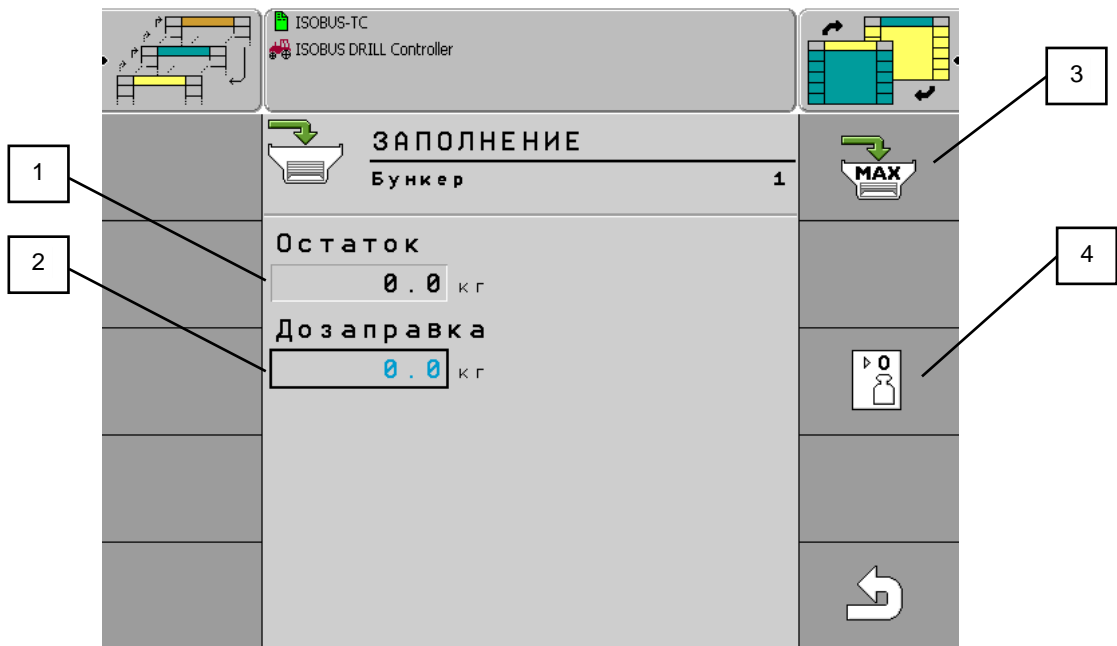 ISOBUS-TC
ISOBUS DRILL Controller
3
1
ЗАПОЛНЕНИЕ
Бункер 1
MAX
2
Остаток
0.0 кг
4
Дозаправка
0.0 кг
0